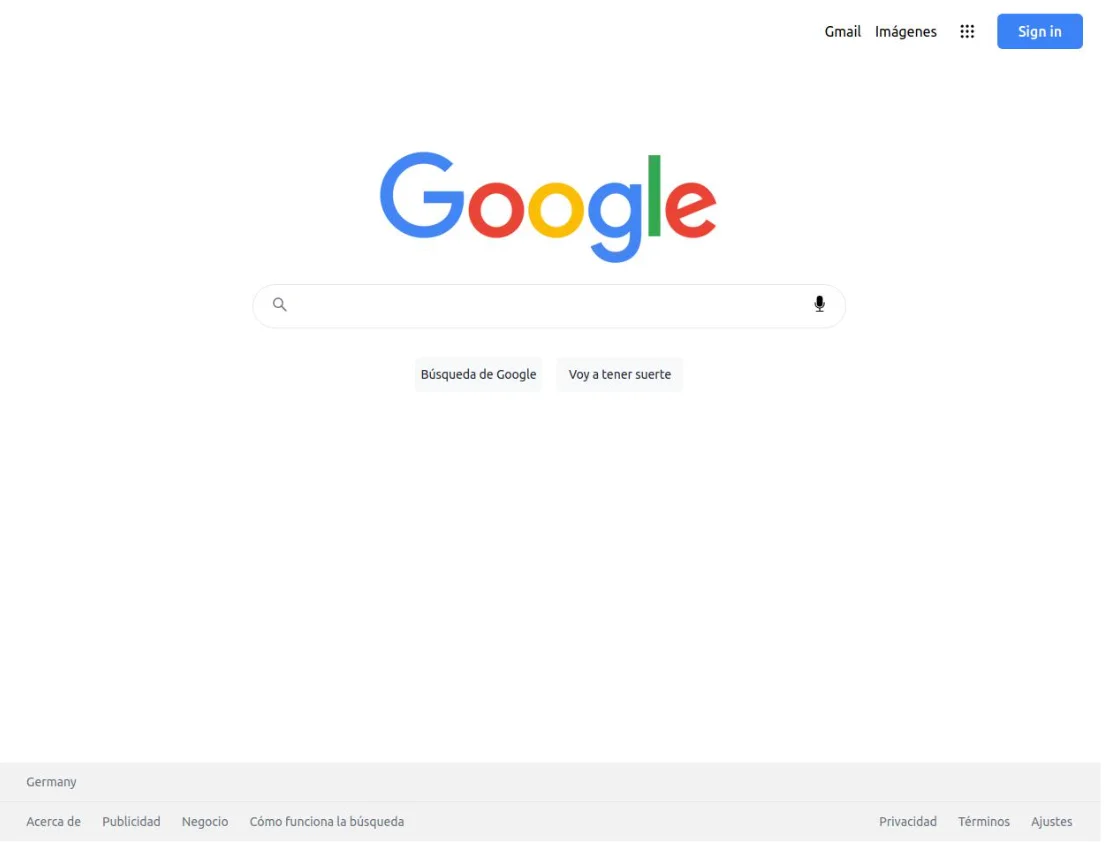 Gmail Imágenes Sign in
Google
Búsqueda de Google Voy a tener suerte
Germany
Acerca de Publicidad Negocio Cómo funciona la búsqueda Privacidad Términos Ajustes